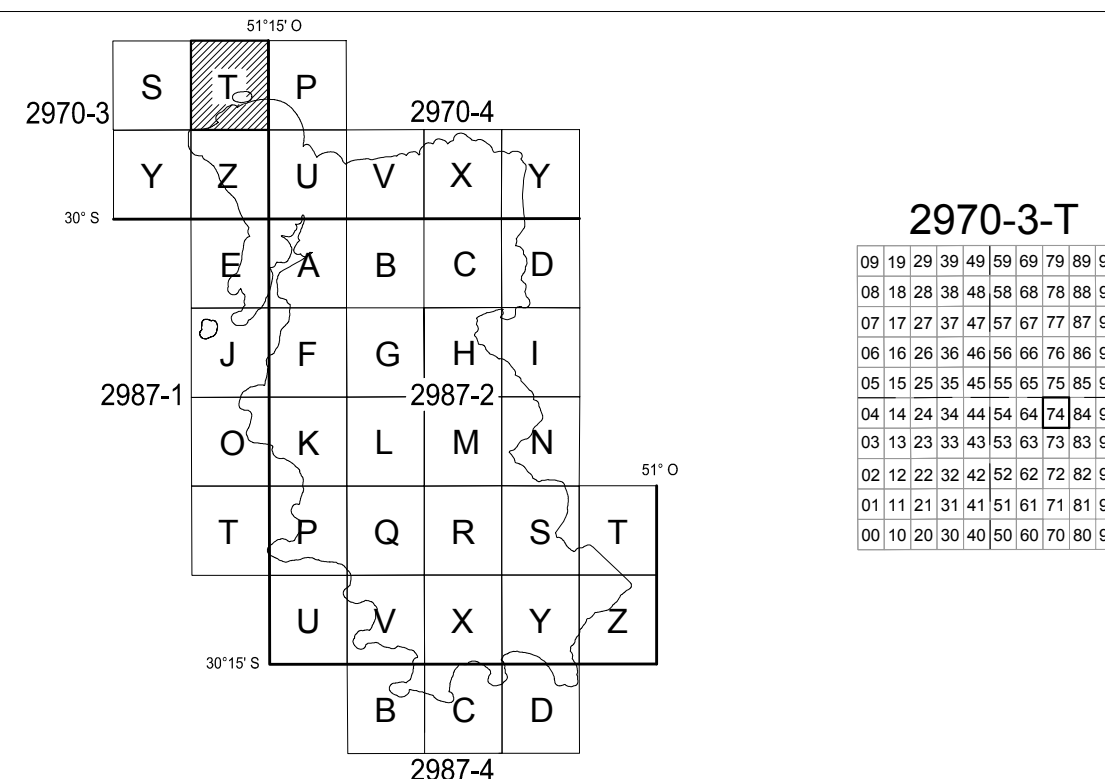 51°15' O
S T P
2970-3 2970-4
Y Z U V X Y
30° S
E A B C D
J F G H I
2987-1 2987-2
O K L M N
51° O
T P Q R S T
U V X Y Z
30°15' S
B C D
2987-4
2970-3-T
09 19 29 39 49 59 69 79 89
08 18 28 38 48 58 68 78 88
07 17 27 37 47 57 67 77 87
06 16 26 36 46 56 66 76 86
05 15 25 35 45 55 65 75 85
04 14 24 34 44 54 64 74 84
03 13 23 33 43 53 63 73 83
02 12 22 32 42 52 62 72 82
01 11 21 31 41 51 61 71 81
00 10 20 30 40 50 60 70 80